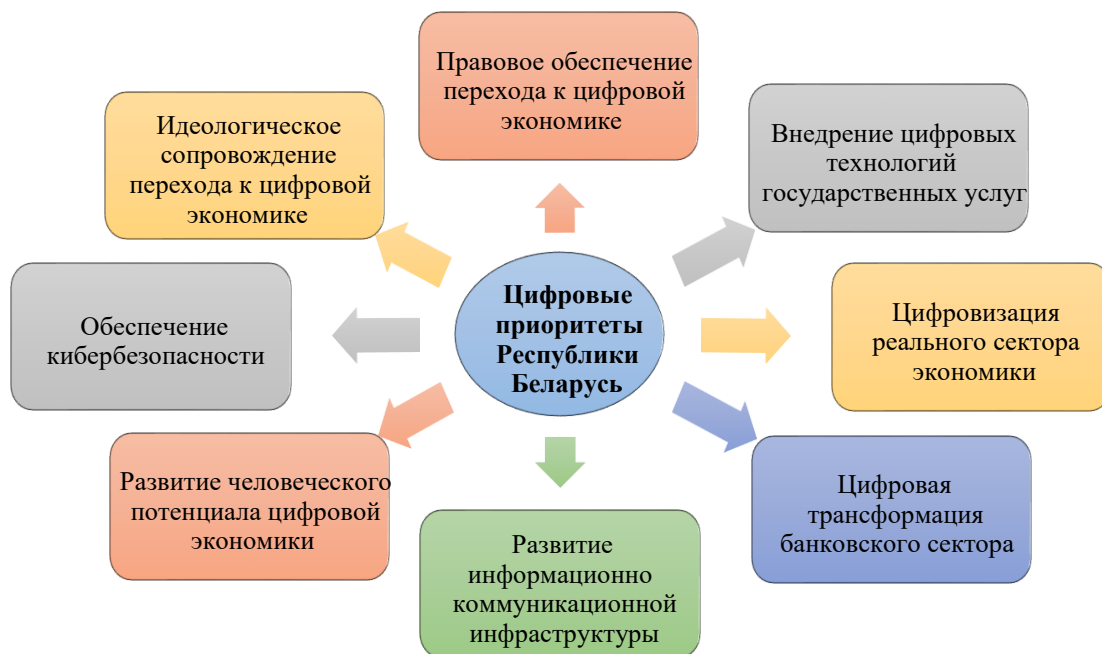 Правовое обеспечение
перехода к цифровой
экономике
Идеологическое
сопровождение
перехода к цифровой
экономике
Внедрение цифровых
технологий
государственных услуг
Обеспечение
кибербезопасности
Цифровые
приоритеты
Республики
Беларусь
Цифровизация
реального сектора
экономики
Развитие человеческого
потенциала цифровой
экономики
Цифровая
трансформация
банковского сектора
Развитие
информационно
коммуникационной
инфраструктуры